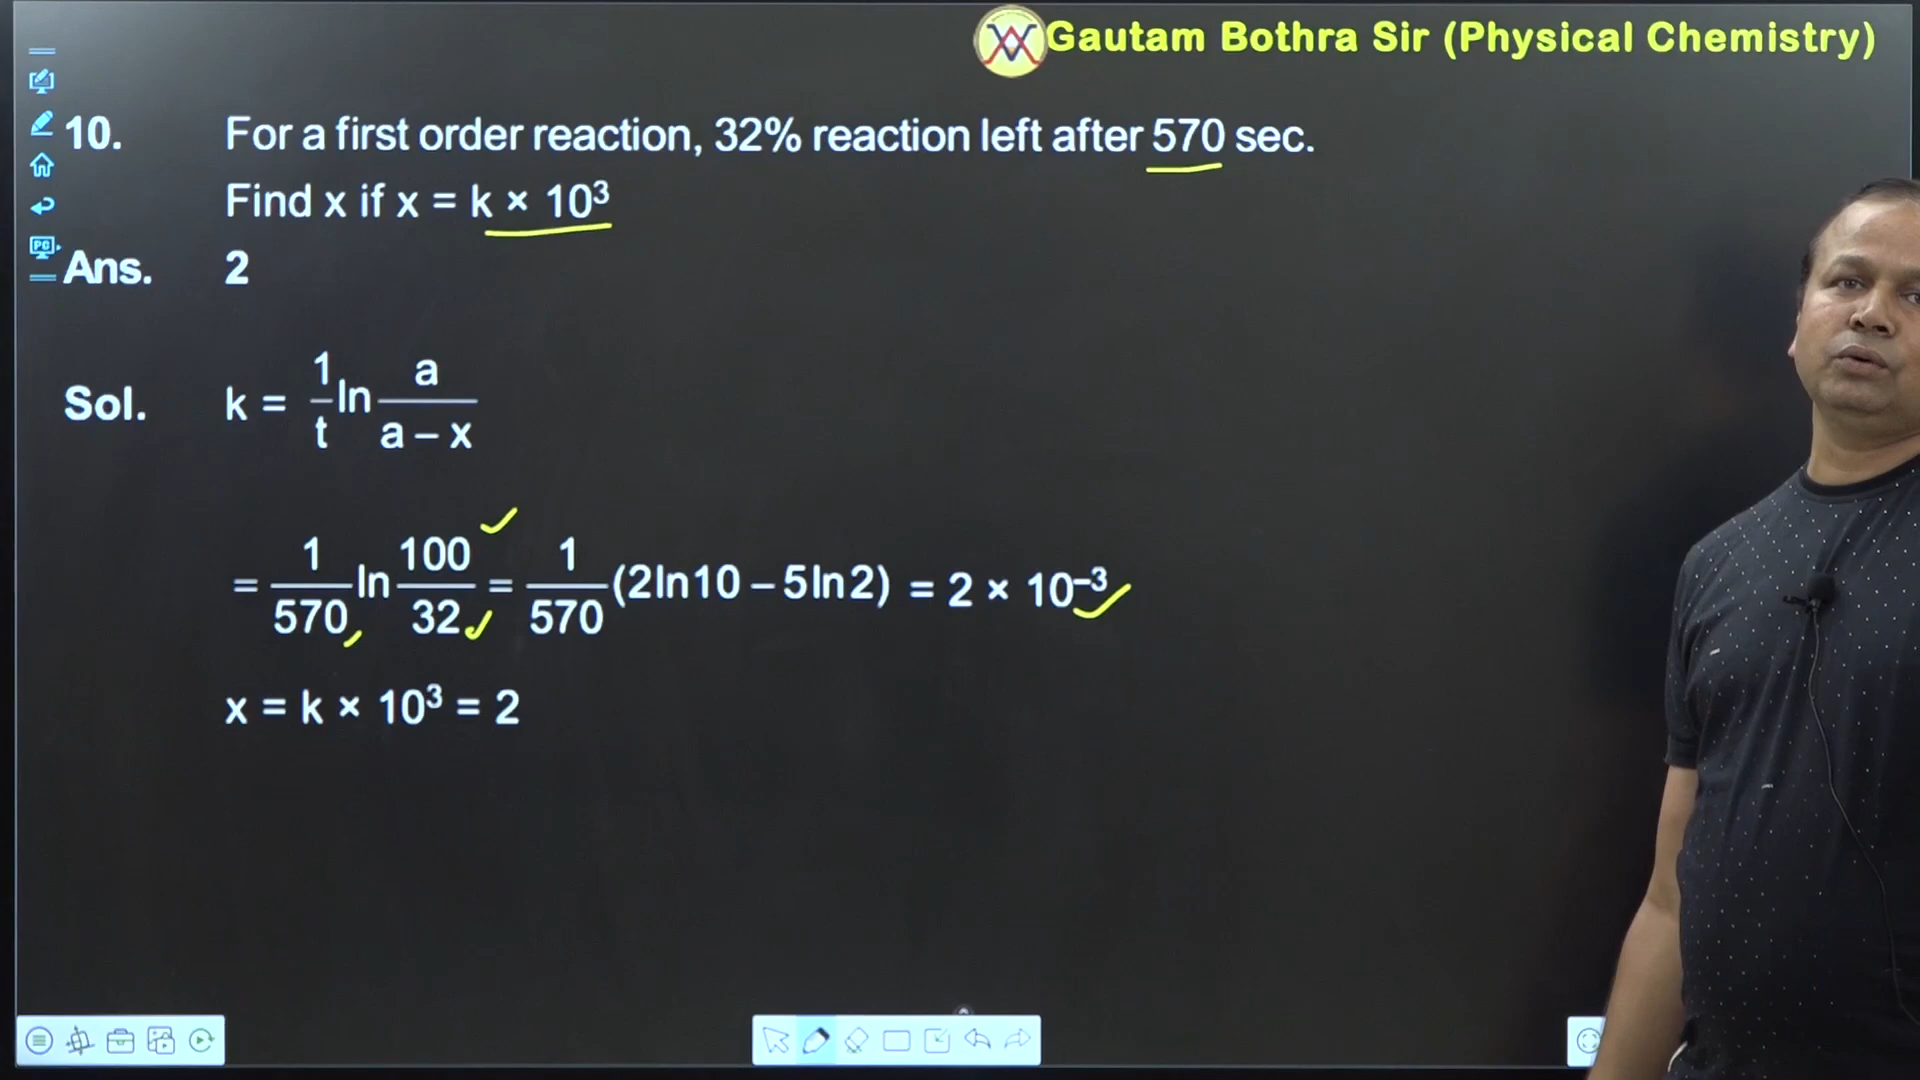 Gautam Bothra Sir (Physical Chemistry)
10. For a first order reaction, 32% reaction left after 570 sec.
Find x if x = k × 10³
Ans. 2
Sol. k = 1/t ln a/(a – x)
= 1/570 ln 100/32 = 1/570 (2ln10 – 5ln2) = 2 × 10⁻³
x = k × 10³ = 2